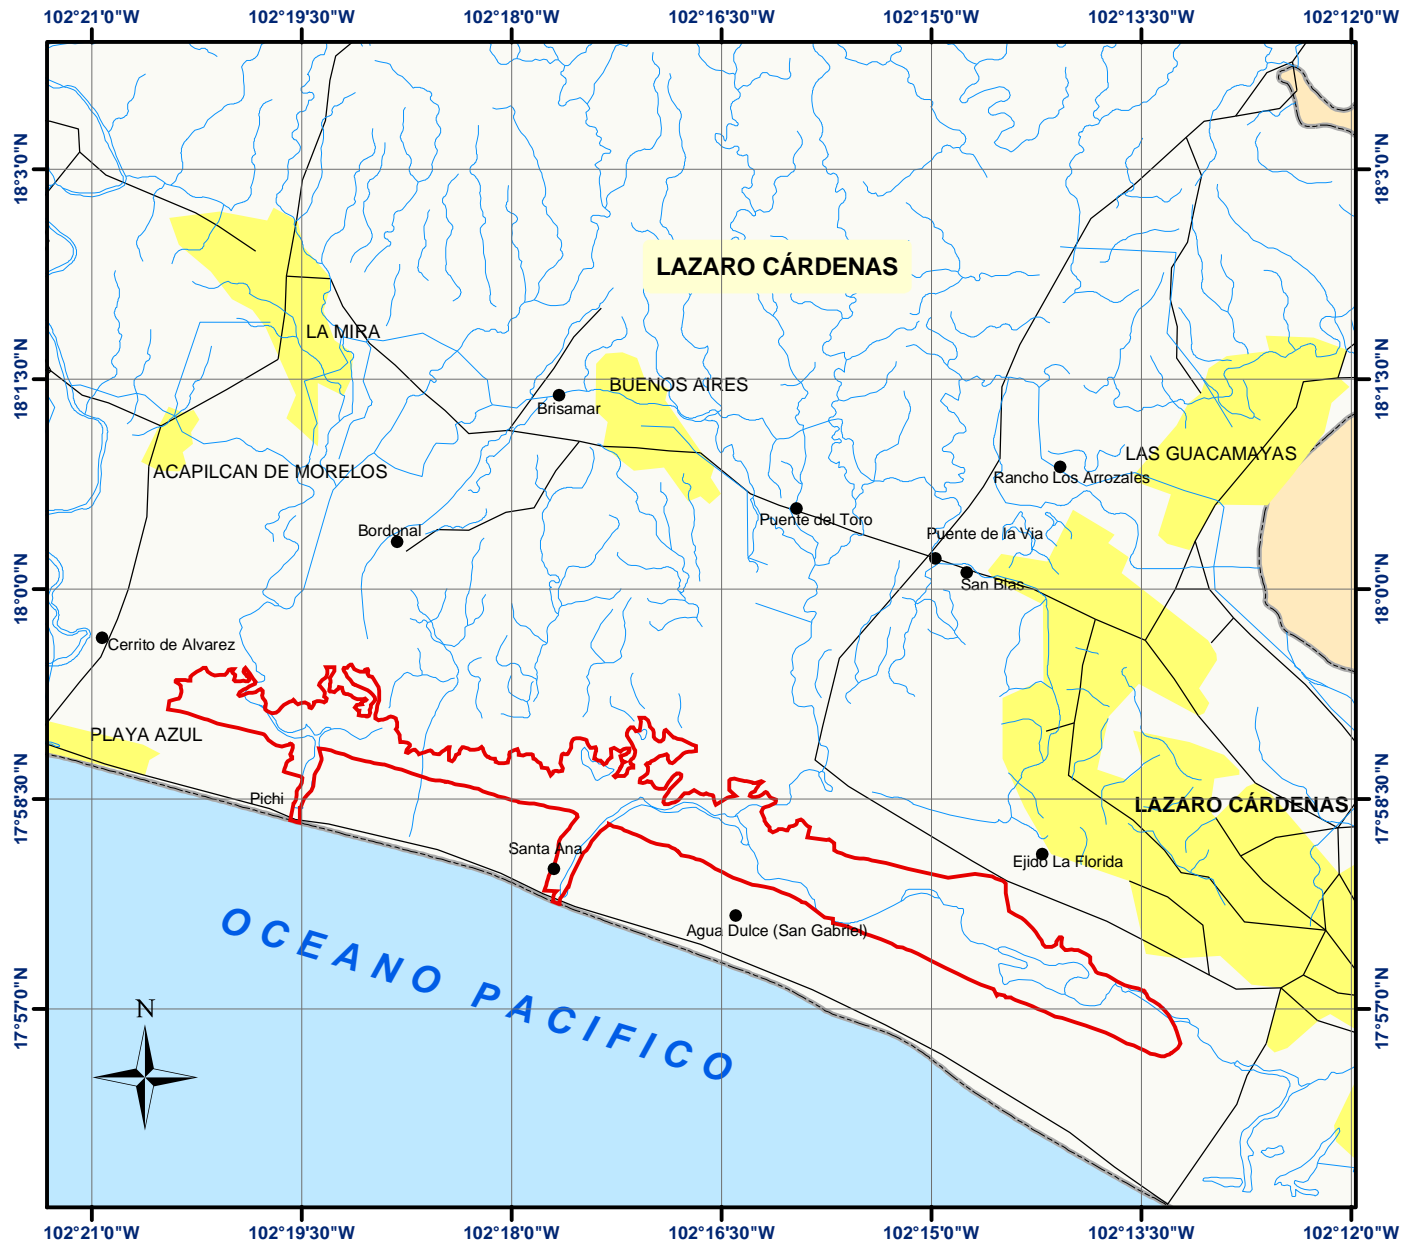 102°21'0"W 102°19'30"W 102°18'0"W 102°16'30"W 102°15'0"W 102°13'30"W 102°12'0"W
18°3'0"N 18°3'0"N
LAZARO CÁRDENAS
LA MIRA
18°1'30"N 18°1'30"N
BUENOS AIRES
Brisamar
LAS GUACAMAYAS
ACAPILCAN DE MORELOS
Rancho Los Arrozales
Puente del Toro
Bordonal
Puente de la Via
San Blas
18°0'0"N 18°0'0"N
Cerrito de Alvarez
PLAYA AZUL
Pichi
17°58'30"N 17°58'30"N
LAZARO CÁRDENAS
Santa Ana
Ejido La Florida
Agua Dulce (San Gabriel)
OCEANO PACIFICO
17°57'0"N 17°57'0"N
N
102°21'0"W 102°19'30"W 102°18'0"W 102°16'30"W 102°15'0"W 102°13'30"W 102°12'0"W